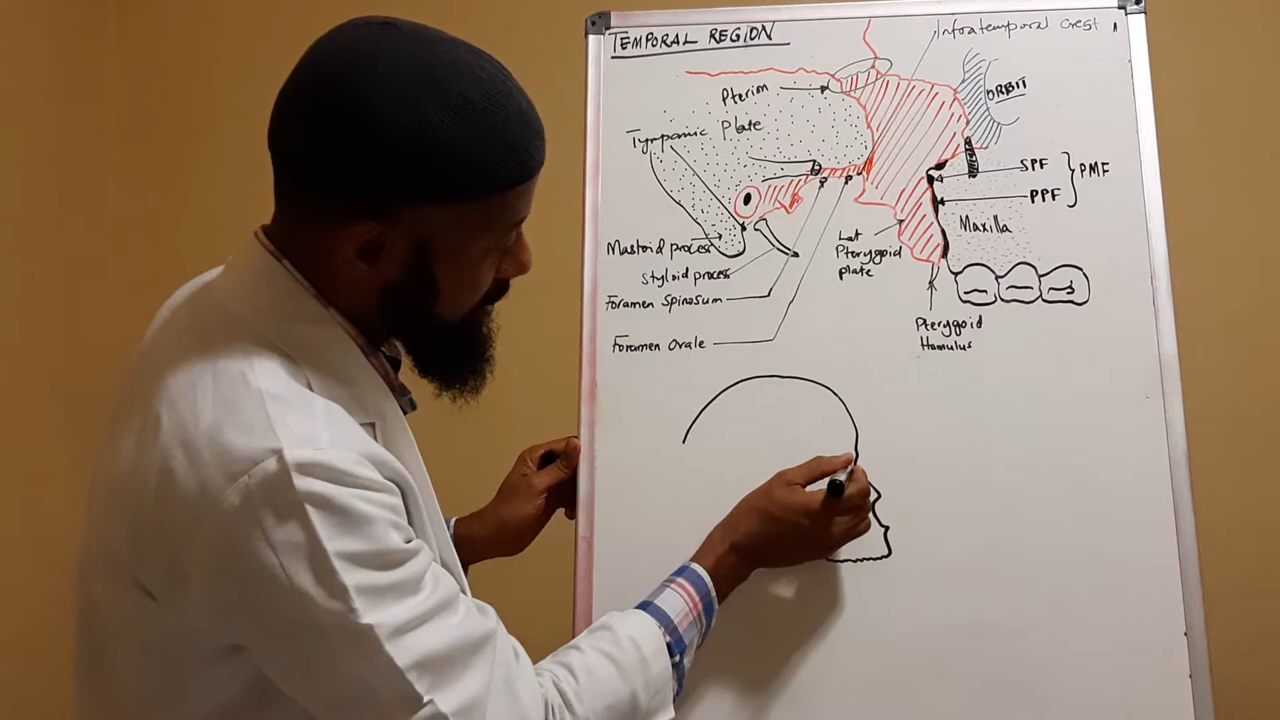 TEMPORAL REGION
Infratemporal Crest
Pterion
ORBIT
Tympanic Plate
SPF
PMF
PPF
Maxilla
Mastoid process
Lat
Pterygoid
plate
Styloid process
Foramen Spinosum
Foramen Ovale
Pterygoid
Hamulus